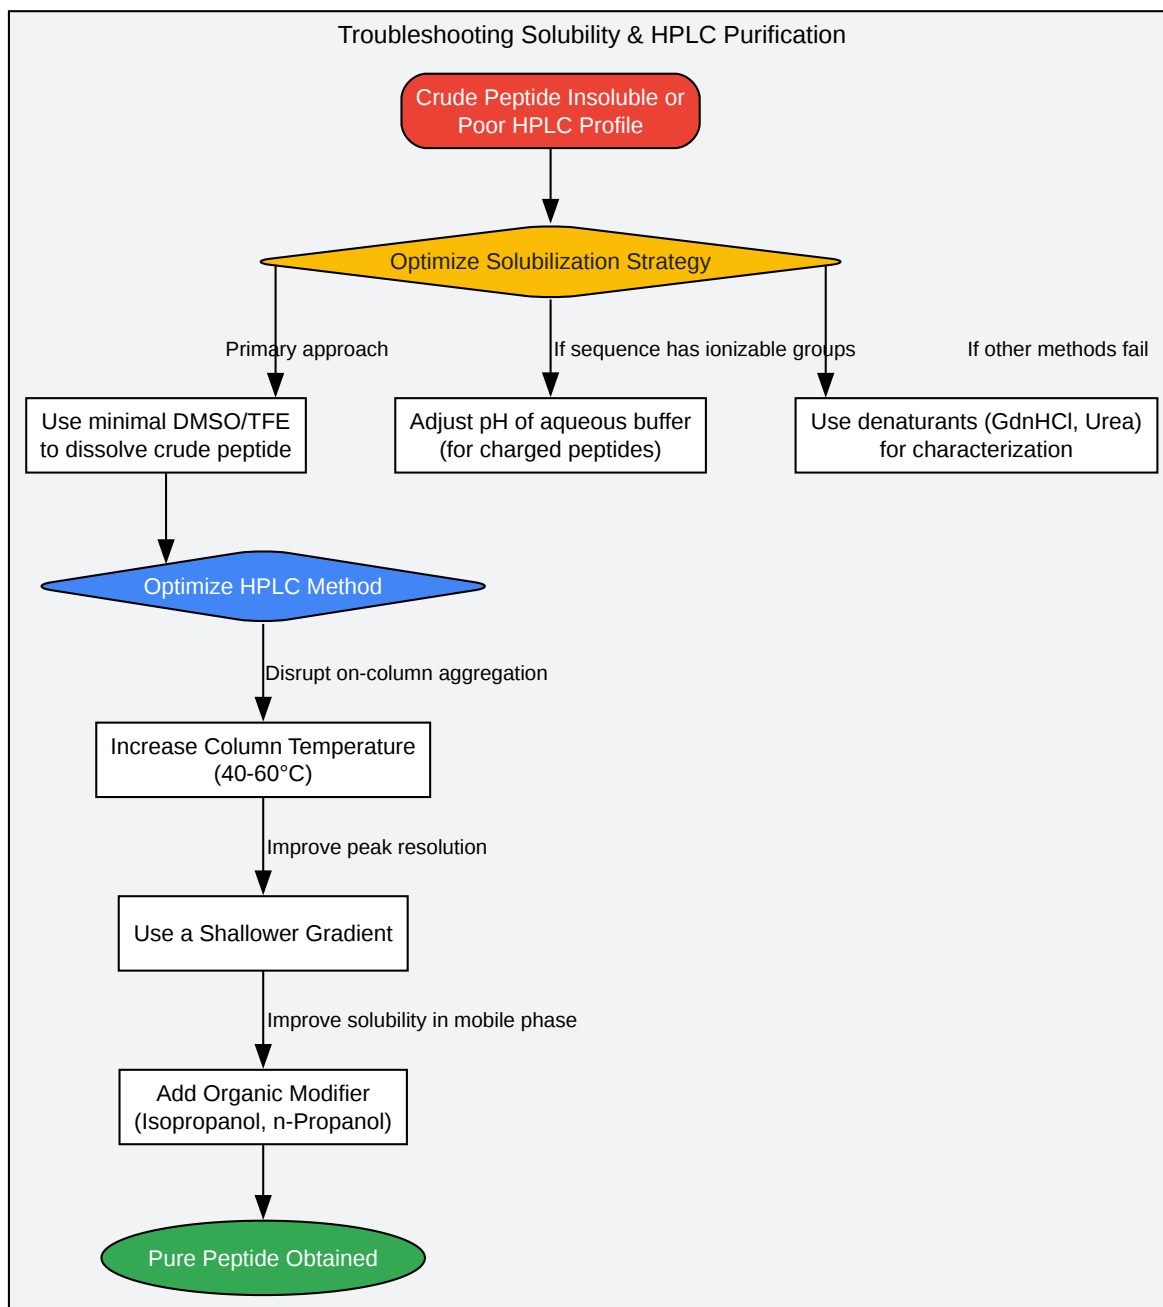 Troubleshooting Solubility & HPLC Purification
Crude Peptide Insoluble or
Poor HPLC Profile
Optimize Solubilization Strategy
Primary approach
If sequence has ionizable groups
If other methods fail
Use minimal DMSO/TFE
to dissolve crude peptide
Adjust pH of aqueous buffer
(for charged peptides)
Use denaturants (GdnHCl, Urea)
for characterization
Optimize HPLC Method
Disrupt on-column aggregation
Increase Column Temperature
(40-60°C)
Improve peak resolution
Use a Shallower Gradient
Improve solubility in mobile phase
Add Organic Modifier
(Isopropanol, n-Propanol)
Pure Peptide Obtained